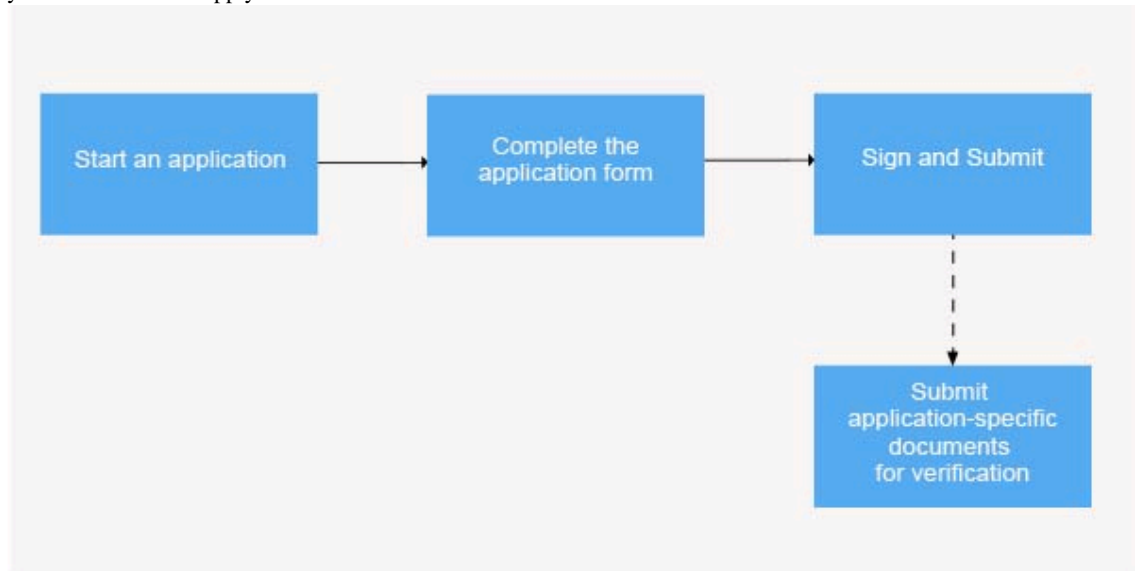 Start an application
Complete the
application form
Sign and Submit
Submit
application-specific
documents
for verification